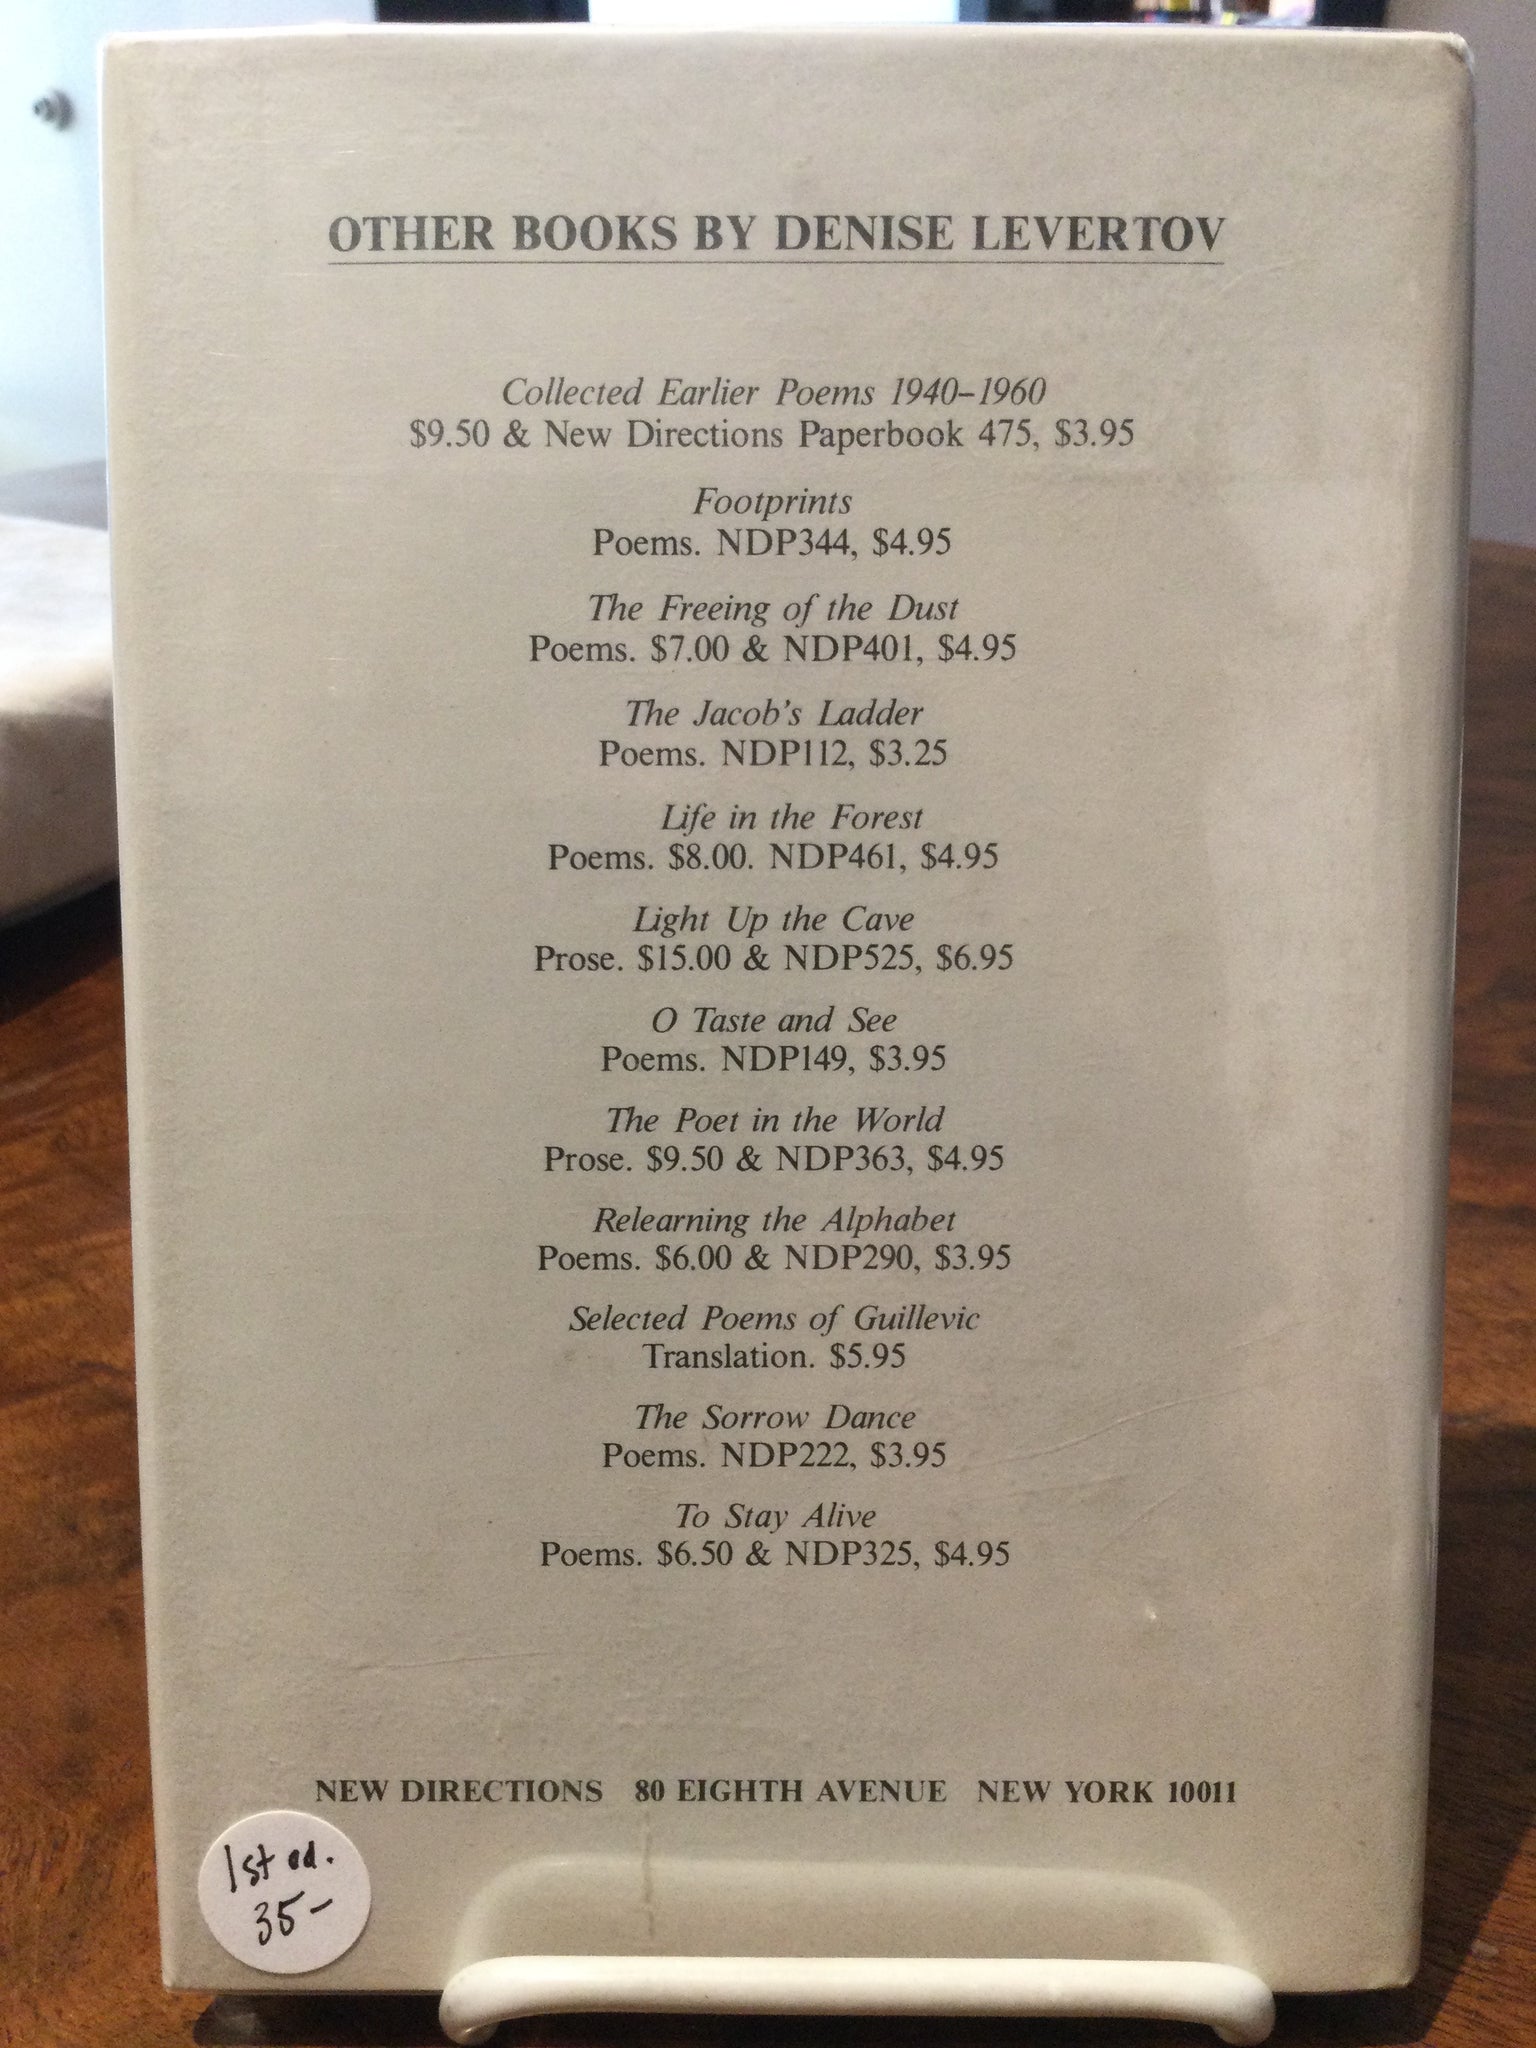 OTHER BOOKS BY DENISE LEVERTOV
Collected Earlier Poems 1940–1960
$9.50 & New Directions Paperbook 475, $3.95
Footprints
Poems. NDP344, $4.95
The Freeing of the Dust
Poems. $7.00 & NDP401, $4.95
The Jacob's Ladder
Poems. NDP112, $3.25
Life in the Forest
Poems. $8.00. NDP461, $4.95
Light Up the Cave
Prose. $15.00 & NDP525, $6.95
O Taste and See
Poems. NDP149, $3.95
The Poet in the World
Prose. $9.50 & NDP363, $4.95
Relearning the Alphabet
Poems. $6.00 & NDP290, $3.95
Selected Poems of Guillevic
Translation. $5.95
The Sorrow Dance
Poems. NDP222, $3.95
To Stay Alive
Poems. $6.50 & NDP325, $4.95
NEW DIRECTIONS 80 EIGHTH AVENUE NEW YORK 10011
1st ed.
35–